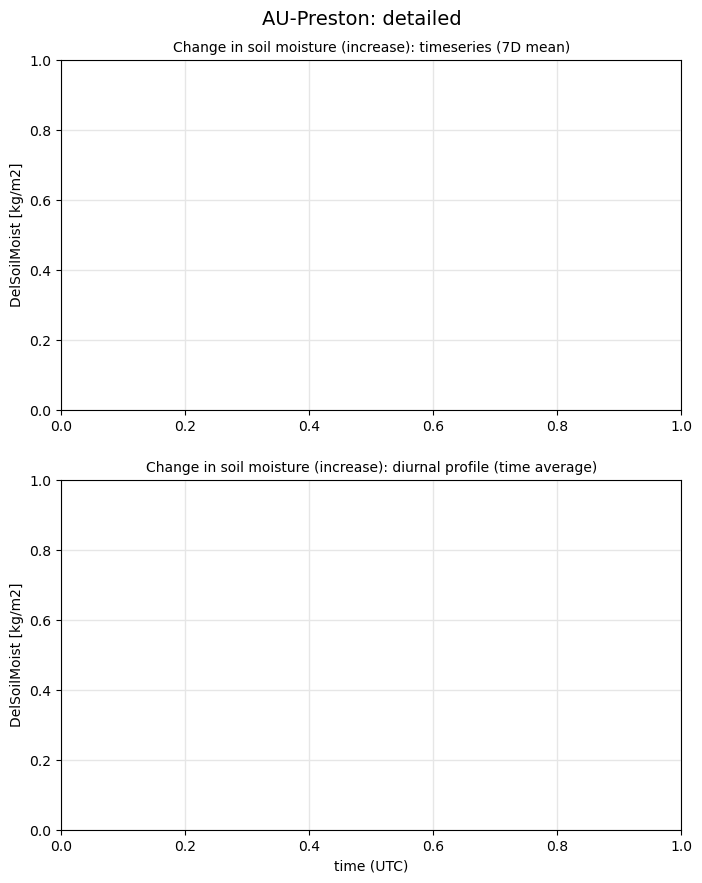 AU-Preston: detailed
Change in soil moisture (increase): timeseries (7D mean)
1.0
0.8
0.6
0.4
0.2
0.0
DelSoilMoist [kg/m2]
0.0 0.2 0.4 0.6 0.8 1.0
Change in soil moisture (increase): diurnal profile (time average)
1.0
0.8
0.6
0.4
0.2
0.0
DelSoilMoist [kg/m2]
0.0 0.2 0.4 0.6 0.8 1.0
time (UTC)